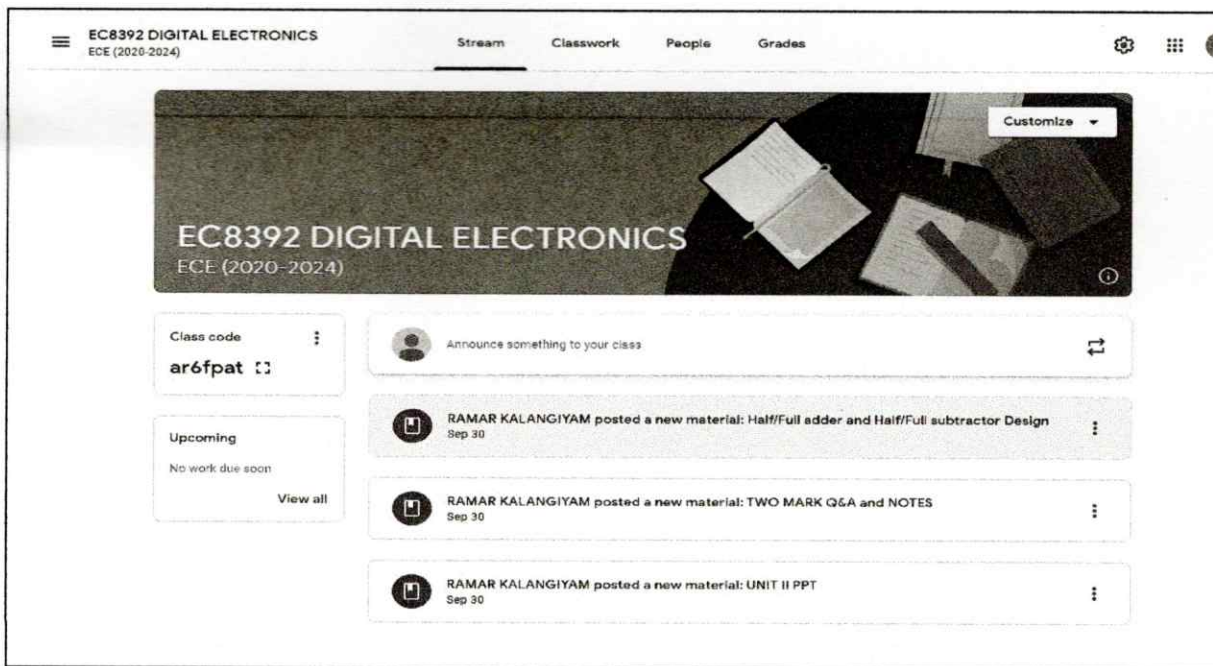 EC8392 DIGITAL ELECTRONICS
ECE (2020-2024)
Stream Classwork People Grades
Customize
EC8392 DIGITAL ELECTRONICS
ECE (2020-2024)
Class code
ar6fpat
Announce something to your class
Upcoming
No work due soon
View all
RAMAR KALANGIYAM posted a new material: Half/Full adder and Half/Full subtractor Design
Sep 30
RAMAR KALANGIYAM posted a new material: TWO MARK Q&A and NOTES
Sep 30
RAMAR KALANGIYAM posted a new material: UNIT II PPT
Sep 30